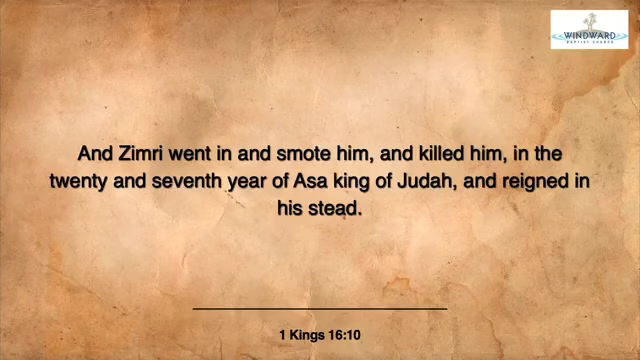 WINDWARD
BAPTIST CHURCH
And Zimri went in and smote him, and killed him, in the
twenty and seventh year of Asa king of Judah, and reigned in
his stead.
1 Kings 16:10